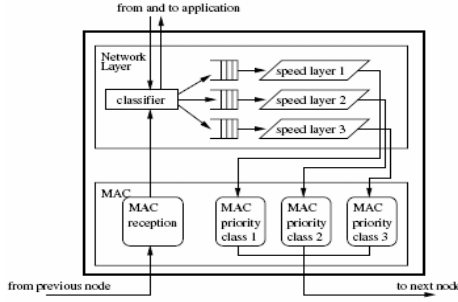 from and to application
Network
Layer
classifier
speed layer 1
speed layer 2
speed layer 3
MAC
MAC
reception
MAC
priority
class 1
MAC
priority
class 2
MAC
priority
class 3
from previous node
to next node